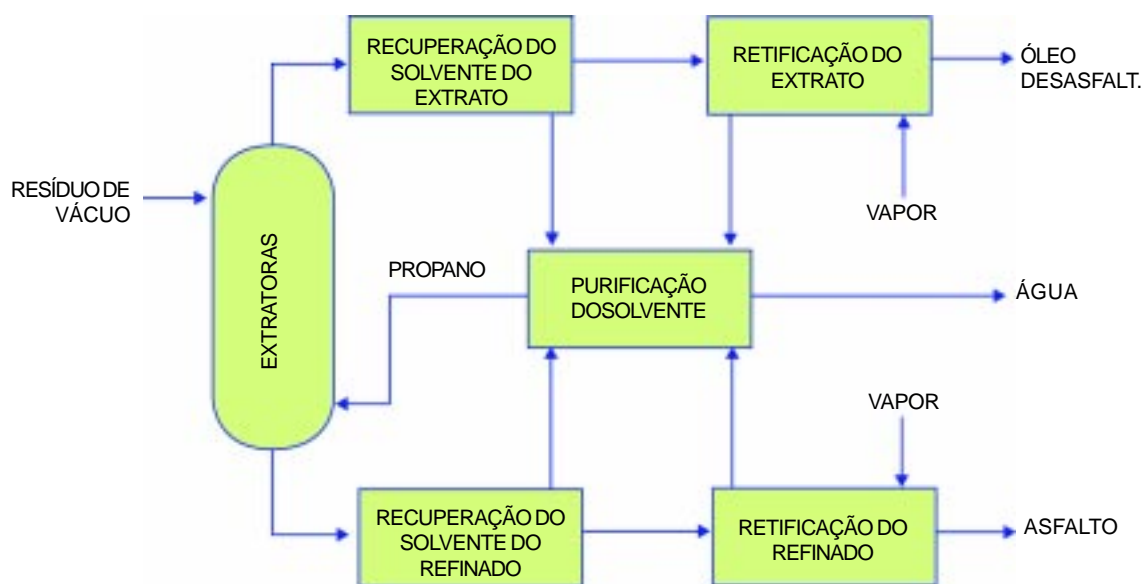 RECUPERAÇÃO DO
SOLVENTE DO
EXTRATO
RETIFICAÇÃO DO
EXTRATO
ÓLEO
DESASFALT.
RESÍDUO DE
VÁCUO
VAPOR
EXTRATORAS
PROPANO
PURIFICAÇÃO
DOSOLVENTE
ÁGUA
VAPOR
RECUPERAÇÃO DO
SOLVENTE DO
REFINADO
RETIFICAÇÃO DO
REFINADO
ASFALTO